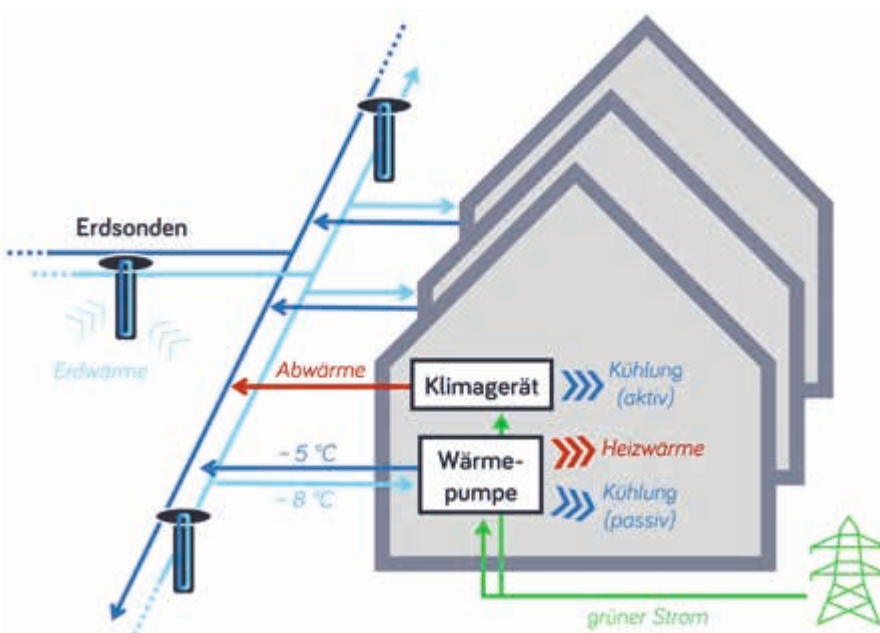 Erdsonden
Erdwärme
Abwärme
Klimagerät
Kühlung
(aktiv)
~ 5 °C
~ 8 °C
Wärme-
pumpe
Heizwärme
Kühlung
(passiv)
grüner Strom